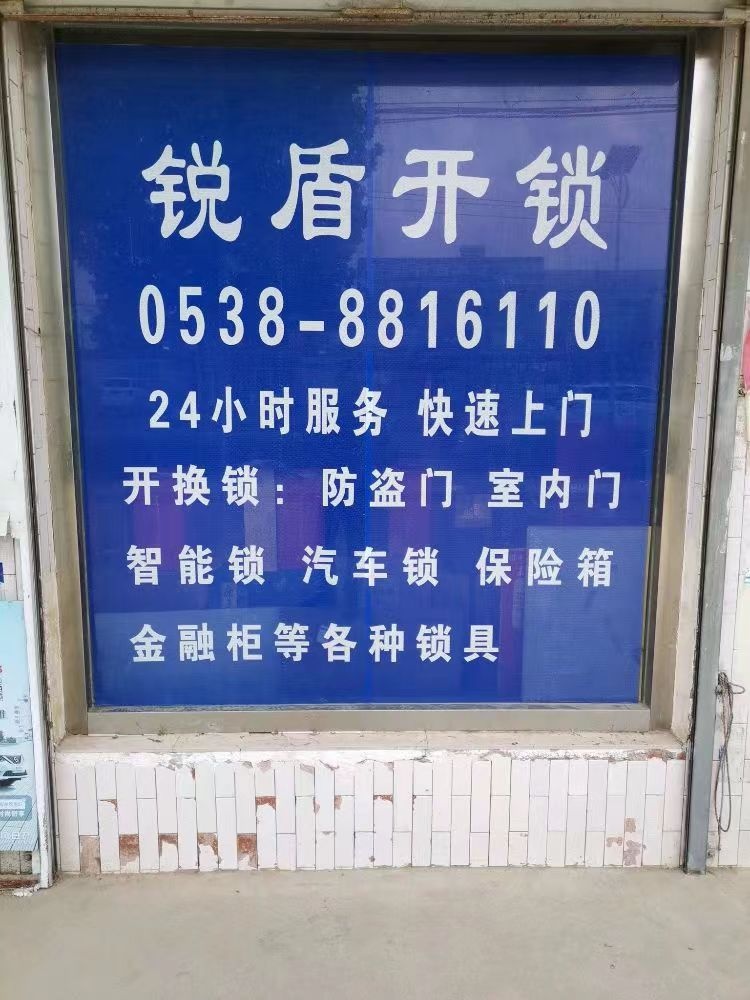 锐盾开锁
0538-8816110
24小时服务 快速上门
开换锁：防盗门 室内门
智能锁 汽车锁 保险箱
金融柜等各种锁具